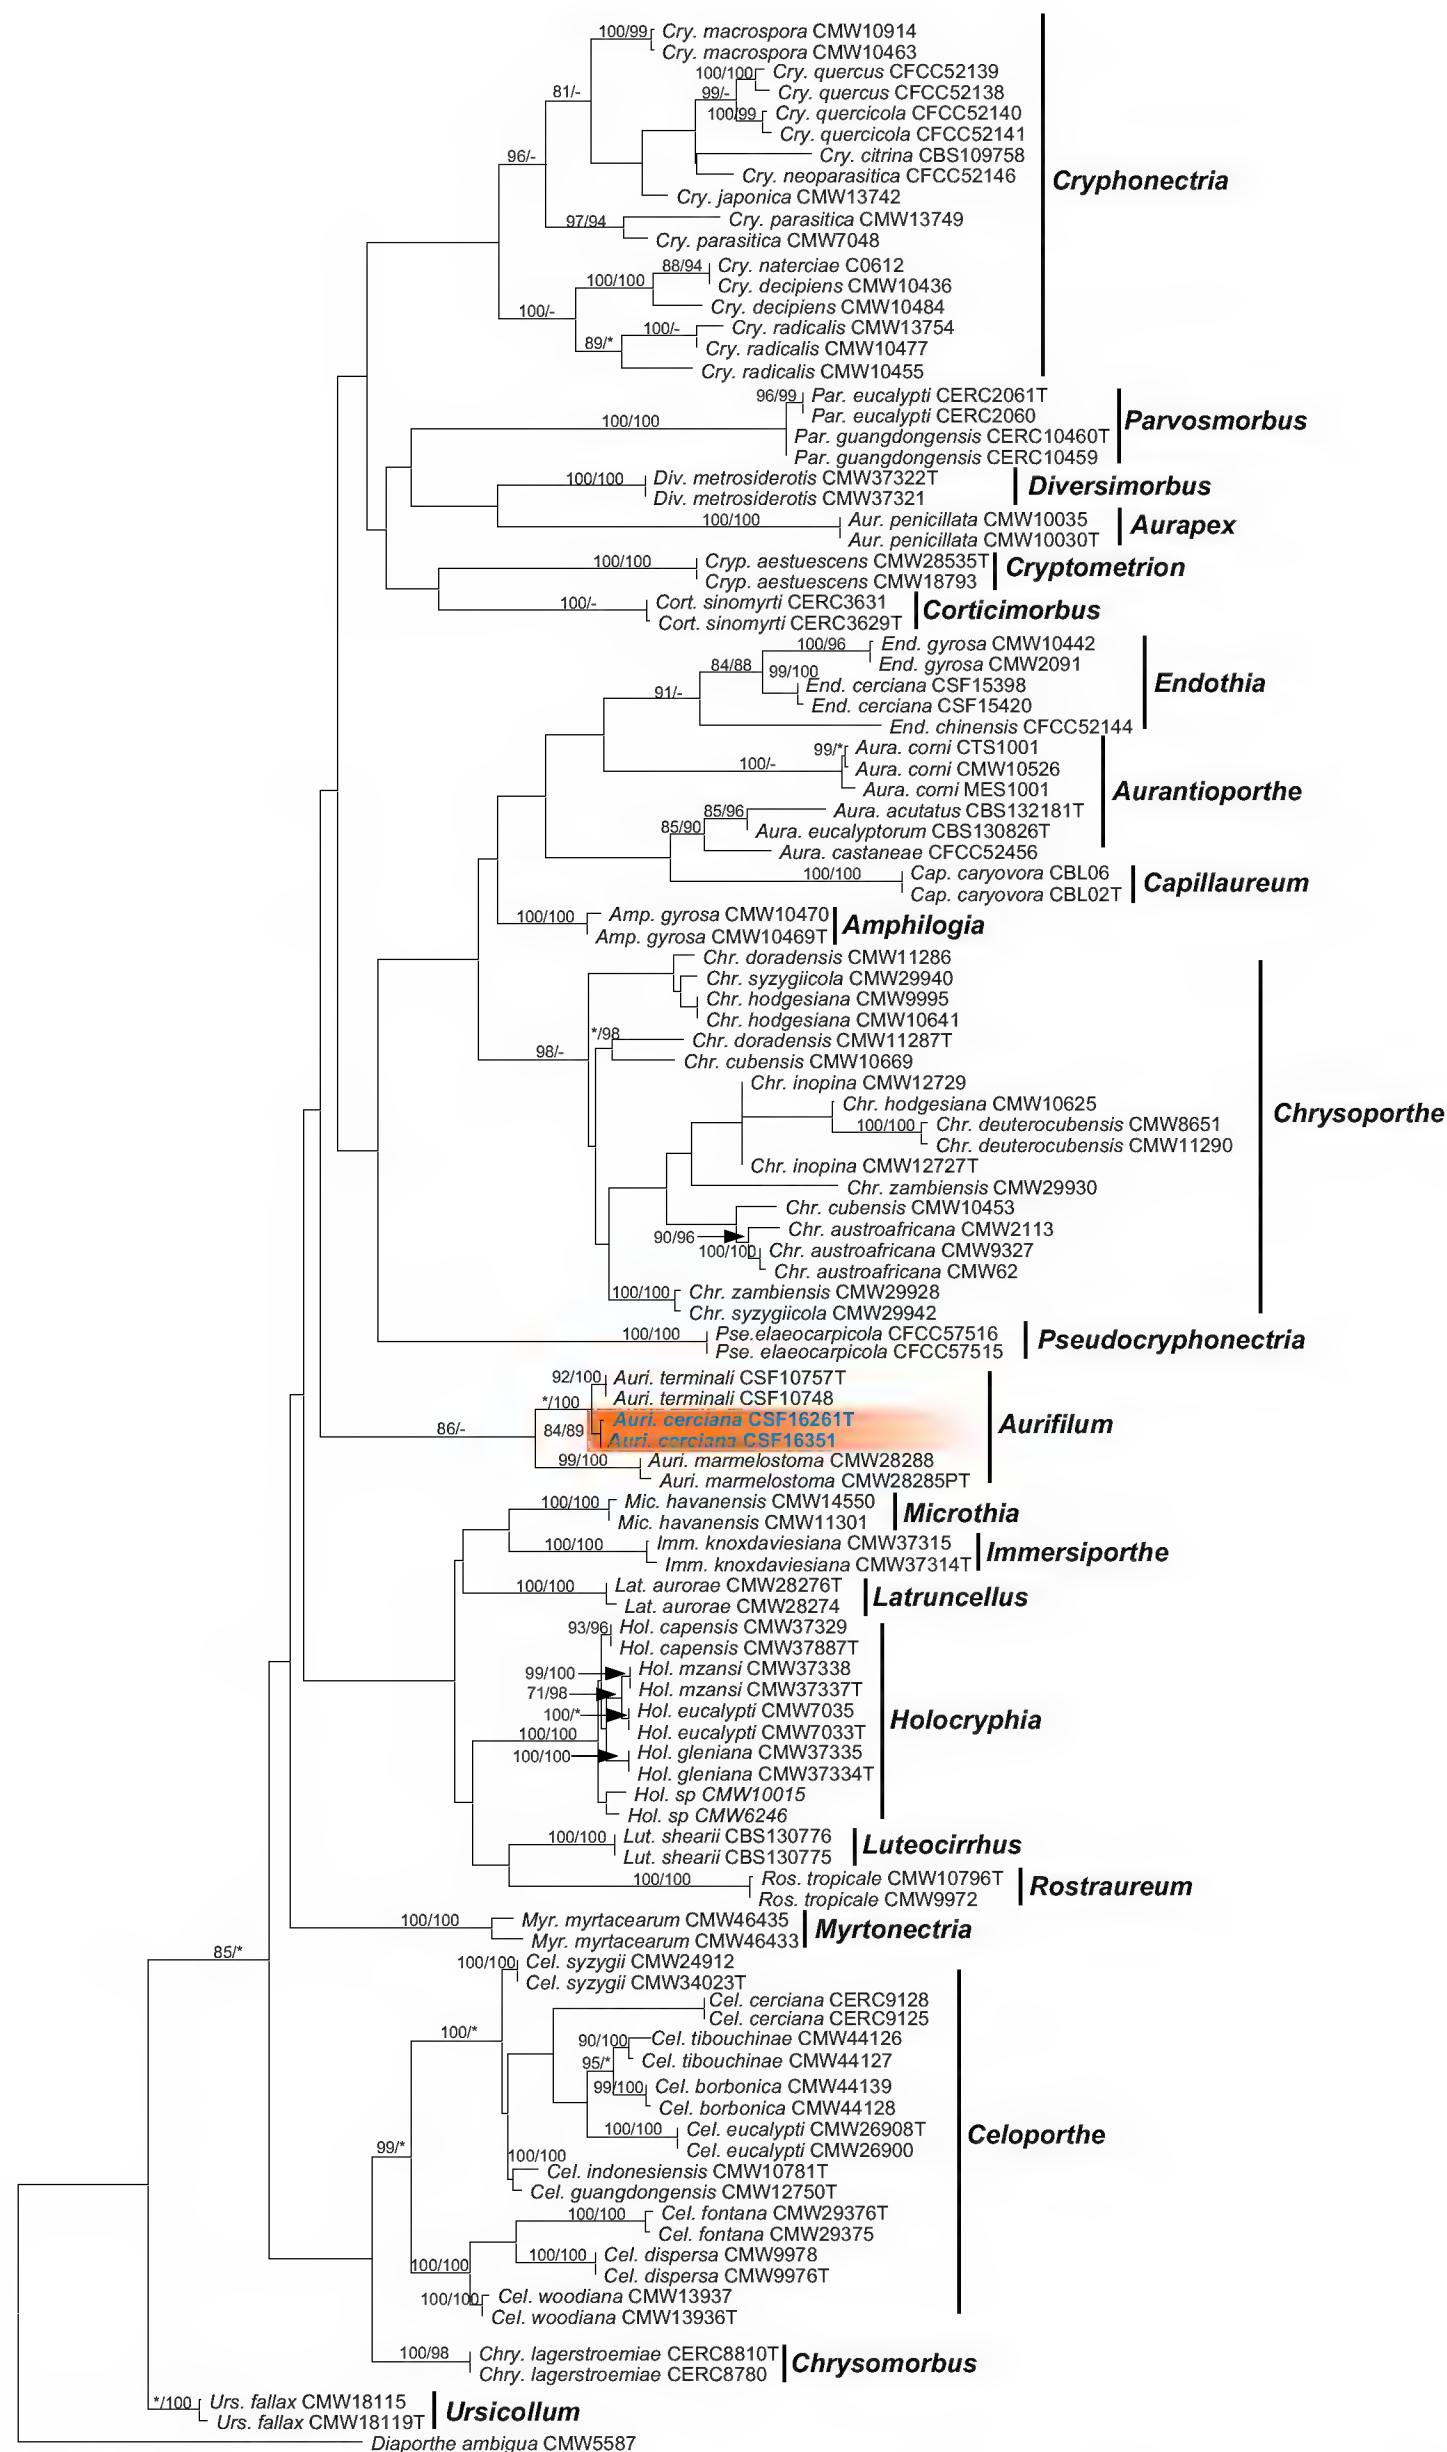 100/99 Cry. macrospora CMW10914
Cry. macrospora CMW10463
100/100 Cry. quercus CFCC52139
99/- Cry. quercus CFCC52138
81/-
100/99 Cry. quercicola CFCC52140
Cry. quercicola CFCC52141
Cry. citrina CBS109758
96/-
Cry. neoparasitica CFCC52146
Cryphonectria
Cry. japonica CMW13742
97/94 Cry. parasitica CMW13749
Cry. parasitica CMW7048
88/94 Cry. naterciae C0612
100/100 Cry. decipiens CMW10436
Cry. decipiens CMW10484
100/-
100/- Cry. radicalis CMW13754
89/* Cry. radicalis CMW10477
Cry. radicalis CMW10455
96/99 Par. eucalypti CERC2061T
Par. eucalypti CERC2060
100/100
Parvosmorbus
Par. guangdongensis CERC10460T
Par. guangdongensis CERC10459
100/100 Div. metrosiderotis CMW37322T
Diversimorbus
Div. metrosiderotis CMW37321
100/100 Aur. penicillata CMW10035
Aurapex
Aur. penicillata CMW10030T
100/100 Cryp. aestuescens CMW28535T
Cryptometrion
Cryp. aestuescens CMW18793
100/- Cort. sinomyrti CERC3631
Corticimorbus
Cort. sinomyrti CERC3629T
100/96 End. gyrosa CMW10442
84/88 End. gyrosa CMW2091
99/100
Endothia
91/- End. cerciana CSF15398
End. cerciana CSF15420
End. chinensis CFCC52144
99/* Aura. corni CTS1001
100/- Aura. corni CMW10526
Aura. corni MES1001
Aurantioporthe
85/96 Aura. acutatus CBS132181T
85/90 Aura. eucalyptorum CBS130826T
Aura. castaneae CFCC52456
100/100 Cap. caryovora CBL06
Capillaureum
Cap. caryovora CBL02T
100/100 Amp. gyrosa CMW10470
Amphilogia
Amp. gyrosa CMW10469T
Chr. doradensis CMW11286
Chr. syzygiicola CMW29940
Chr. hodgesiana CMW9995
Chr. hodgesiana CMW10641
*/98 Chr. doradensis CMW11287T
98/- Chr. cubensis CMW10669
Chr. inopina CMW12729
Chr. hodgesiana CMW10625
Chrysoporthe
100/100 Chr. deuterocubensis CMW8651
Chr. deuterocubensis CMW11290
Chr. inopina CMW12727T
Chr. zambiensis CMW29930
Chr. cubensis CMW10453
90/96 Chr. austroafricana CMW2113
100/100 Chr. austroafricana CMW9327
Chr. austroafricana CMW62
100/100 Chr. zambiensis CMW29928
Chr. syzygiicola CMW29942
100/100 Pse.elaeocarpicola CFCC57516
Pseudocryphonectria
Pse. elaeocarpicola CFCC57515
92/100 Auri. terminali CSF10757T
*/100 Auri. terminali CSF10748
Auri. cerciana CSF16261T
Aurifilum
86/- 84/89
Auri. cerciana CSF16351
99/100 Auri. marmelostoma CMW28288
Auri. marmelostoma CMW28285PT
100/100 Mic. havanensis CMW14550
Microthia
Mic. havanensis CMW11301
100/100 Imm. knoxdaviesiana CMW37315
Immersiporthe
Imm. knoxdaviesiana CMW37314T
100/100 Lat. aurorae CMW28276T
Latruncellus
Lat. aurorae CMW28274
93/96 Hol. capensis CMW37329
Hol. capensis CMW37887T
99/100 Hol. mzansi CMW37338
71/98 Hol. mzansi CMW37337T
100/* Hol. eucalypti CMW7035
Holocryphia
100/100 Hol. eucalypti CMW7033T
100/100 Hol. gleniana CMW37335
Hol. gleniana CMW37334T
Hol. sp CMW10015
Hol. sp CMW6246
100/100 Lut. shearii CBS130776
Luteocirrhus
Lut. shearii CBS130775
100/100 Ros. tropicale CMW10796T
Rostraureum
Ros. tropicale CMW9972
100/100 Myr. myrtacearum CMW46435
Myrtonectria
Myr. myrtacearum CMW46433
85/*
100/100 Cel. syzygii CMW24912
Cel. syzygii CMW34023T
Cel. cerciana CERC9128
Cel. cerciana CERC9125
100/*
90/100 Cel. tibouchinae CMW44126
95/* Cel. tibouchinae CMW44127
99/100 Cel. borbonica CMW44139
Cel. borbonica CMW44128
100/100 Cel. eucalypti CMW26908T
Celoporthe
99/*
Cel. eucalypti CMW26900
100/100
Cel. indonesiensis CMW10781T
Cel. guangdongensis CMW12750T
100/100 Cel. fontana CMW29376T
Cel. fontana CMW29375
100/100 Cel. dispersa CMW9978
100/100
Cel. dispersa CMW9976T
100/100 Cel. woodiana CMW13937
Cel. woodiana CMW13936T
100/98 Chry. lagerstroemiae CERC8810T
Chrysomorbus
Chry. lagerstroemiae CERC8780
*/100 Urs. fallax CMW18115
Ursicollum
Urs. fallax CMW18119T
Diaporthe ambigua CMW5587